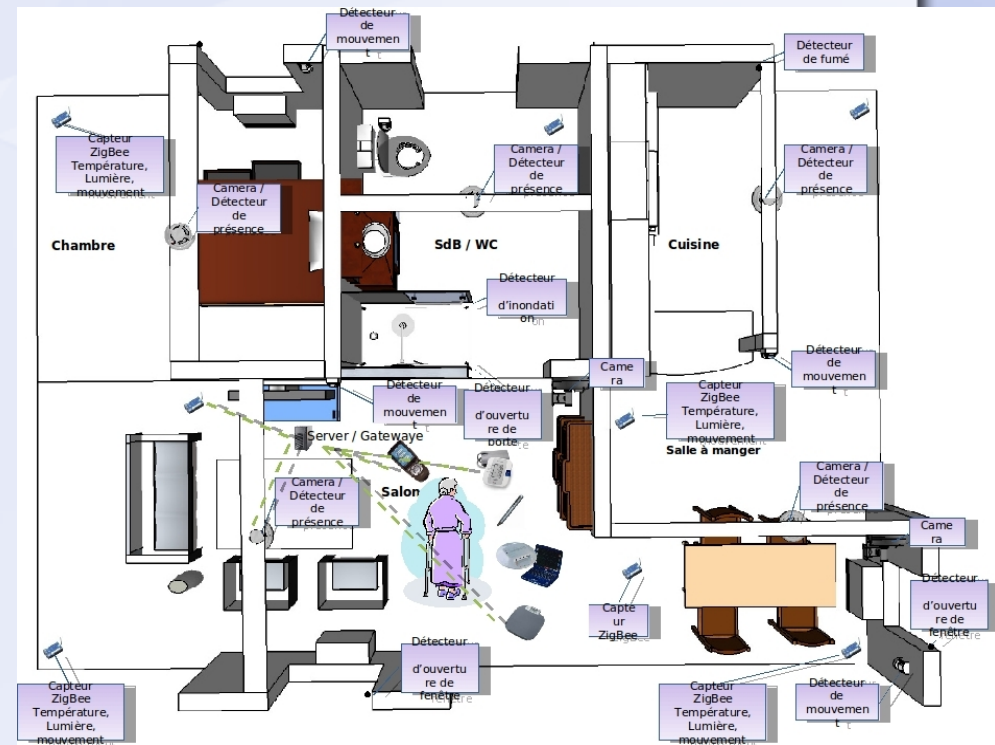 Détecteur
de
mouvemen
t
Détecteur
de fumé
Capteur
ZigBee
Température,
Lumière,
mouvement
Camera /
Détecteur
de
présence
Camera /
Détecteur
de
présence
Camera /
Détecteur
de
présence
Chambre
SdB / WC
Cuisine
Détecteur
d’inondati
on
Détecteur
de
mouvemen
t
Came
ra
Détecteur
de
mouvemen
t
Détecteur
d’ouvertu
re de
porte
Capteur
ZigBee
Température,
Lumière,
mouvement
Server / Gatewaye
Salle à manger
Camera /
Détecteur
de
présence
Salon
Camera /
Détecteur
de
présence
Came
ra
Capte
ur
ZigBee
Détecteur
d’ouvertu
re de
fenêtre
Détecteur
d’ouvertu
re de
fenêtre
Capteur
ZigBee
Température,
Lumière,
mouvement
Capteur
ZigBee
Température,
Lumière,
mouvement
Détecteur
de
mouvemen
t